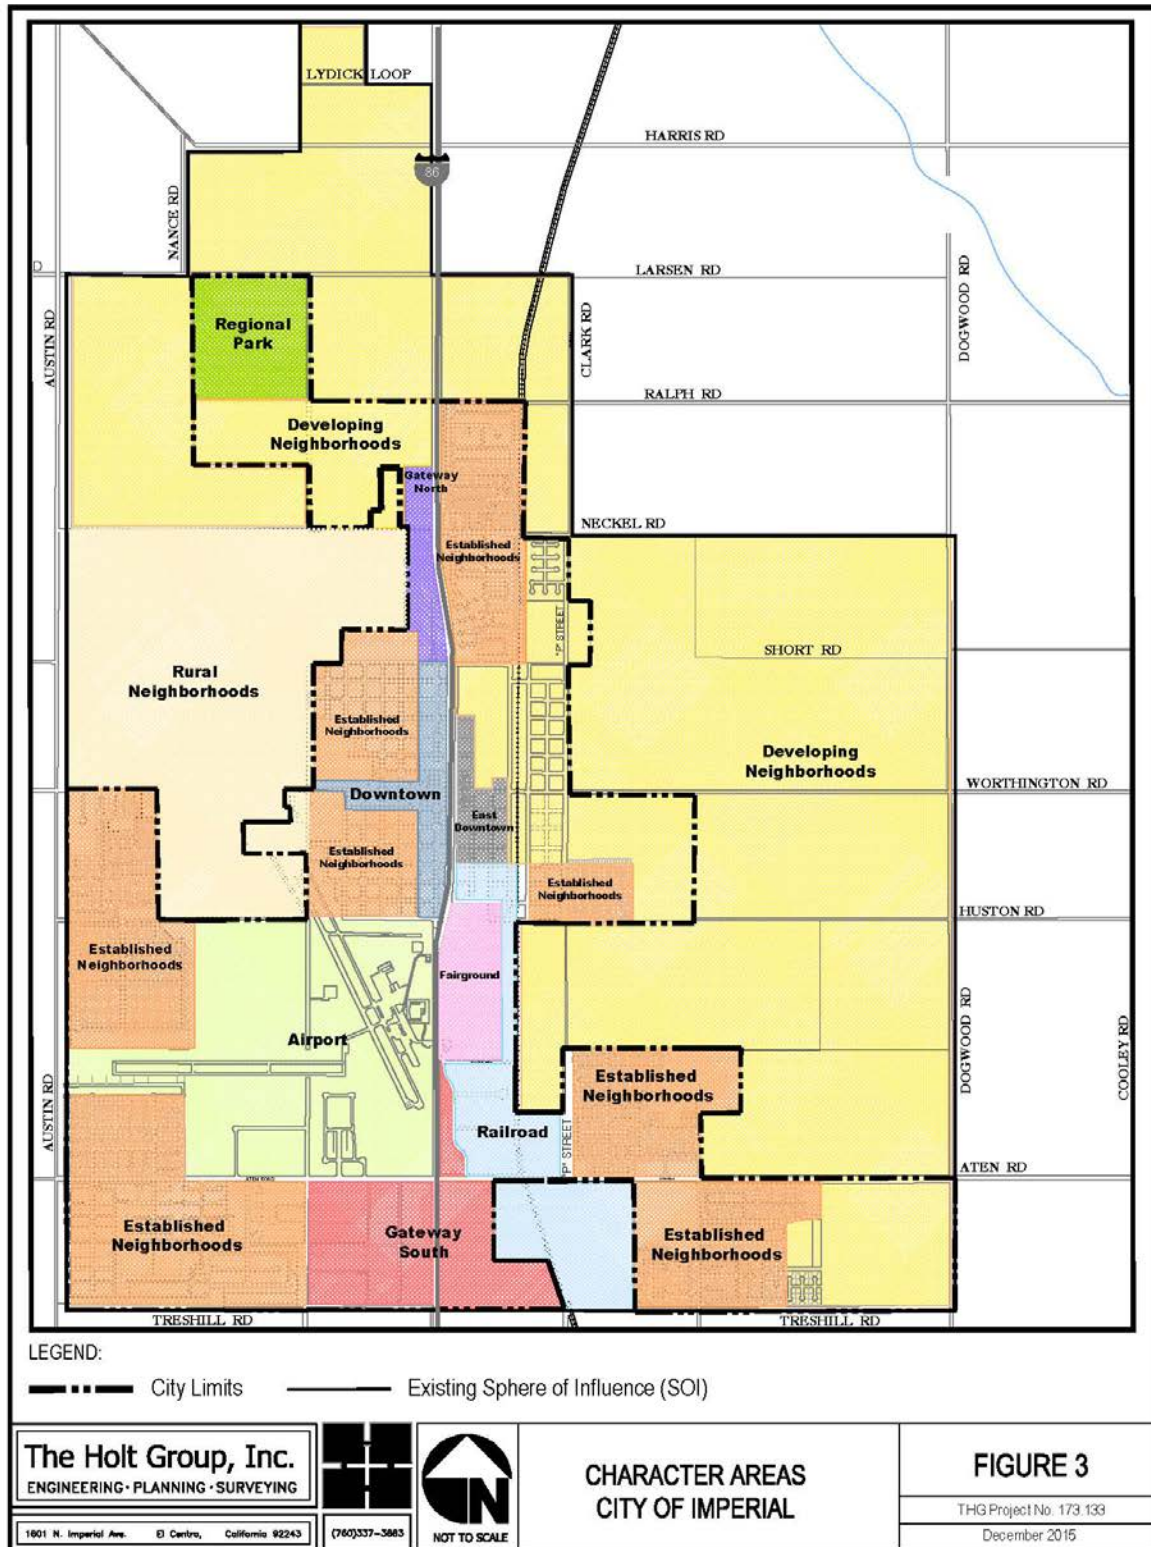 LYDICK LOOP
HARRIS RD
86
NANCE RD
LARSEN RD
DOGWOOD RD
AUSTIN RD
CLARK RD
Regional
Park
RALPH RD
Developing
Neighborhoods
Gateway
North
NECKEL RD
Established
Neighborhoods
"P" STREET
SHORT RD
Rural
Neighborhoods
Established
Neighborhoods
Developing
Neighborhoods
WORTHINGTON RD
Downtown
East
Downtown
Established
Neighborhoods
Established
Neighborhoods
HUSTON RD
Established
Neighborhoods
Fairground
DOGWOOD RD
COOLEY RD
Airport
AUSTIN RD
Established
Neighborhoods
Railroad
"P" STREET
ATEN RD
ATEN ROAD
Established
Neighborhoods
Gateway
South
Established
Neighborhoods
TRESHILL RD
TRESHILL RD
LEGEND:
City Limits
Existing Sphere of Influence (SOI)
The Holt Group, Inc.
ENGINEERING · PLANNING · SURVEYING
1601 N. Imperial Ave. El Centro, California 92243
(760)337-3883
N
NOT TO SCALE
CHARACTER AREAS
CITY OF IMPERIAL
FIGURE 3
THG Project No. 173.133
December 2015